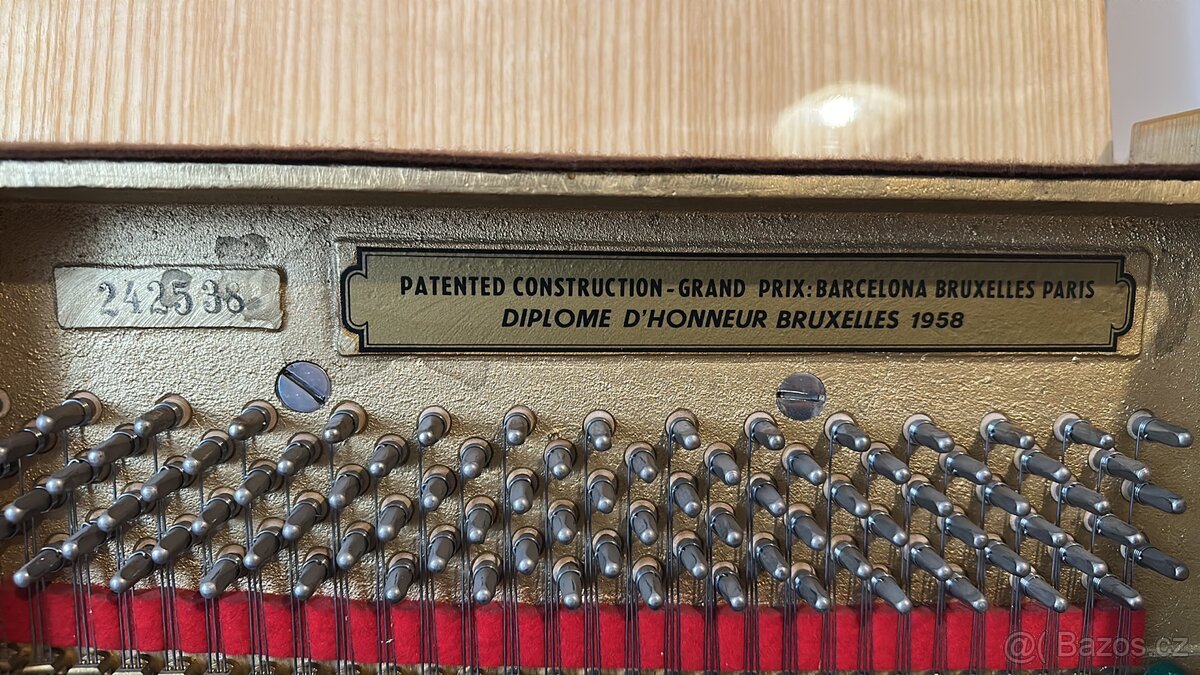 242538
PATENTED CONSTRUCTION - GRAND PRIX: BARCELONA BRUXELLES PARIS
DIPLOME D'HONNEUR BRUXELLES 1958
@( Bazos.cz